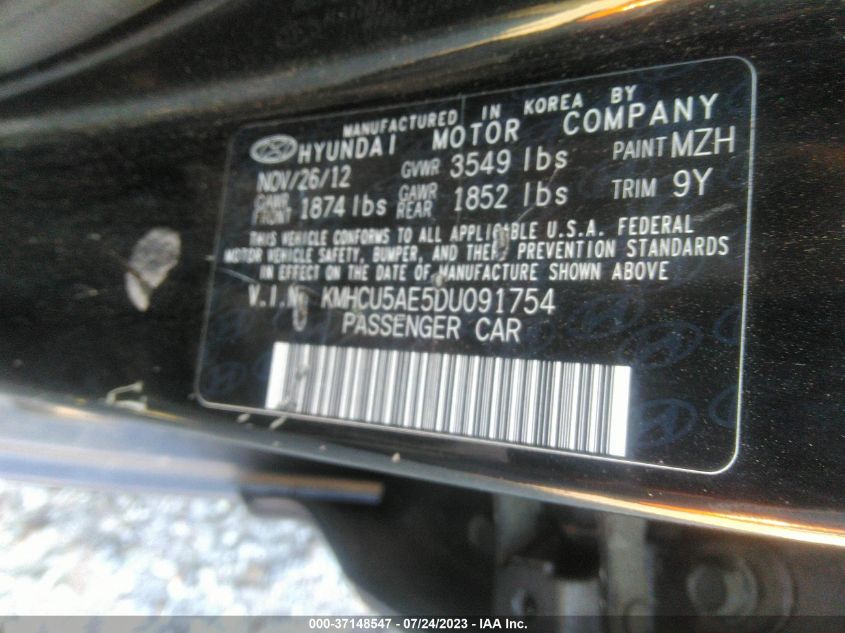 MANUFACTURED IN KOREA BY
HYUNDAI MOTOR COMPANY
NOV/26/12 GVWR 3549 lbs PAINT MZH
GAWR FRONT 1874 lbs GAWR REAR 1852 lbs TRIM 9Y
THIS VEHICLE CONFORMS TO ALL APPLICABLE U.S.A. FEDERAL
MOTOR VEHICLE SAFETY, BUMPER, AND THEFT PREVENTION STANDARDS
IN EFFECT ON THE DATE OF MANUFACTURE SHOWN ABOVE
V.I.N KMHCU5AE5DU091754
PASSENGER CAR
000-37148547 - 07/24/2023 - IAA Inc.